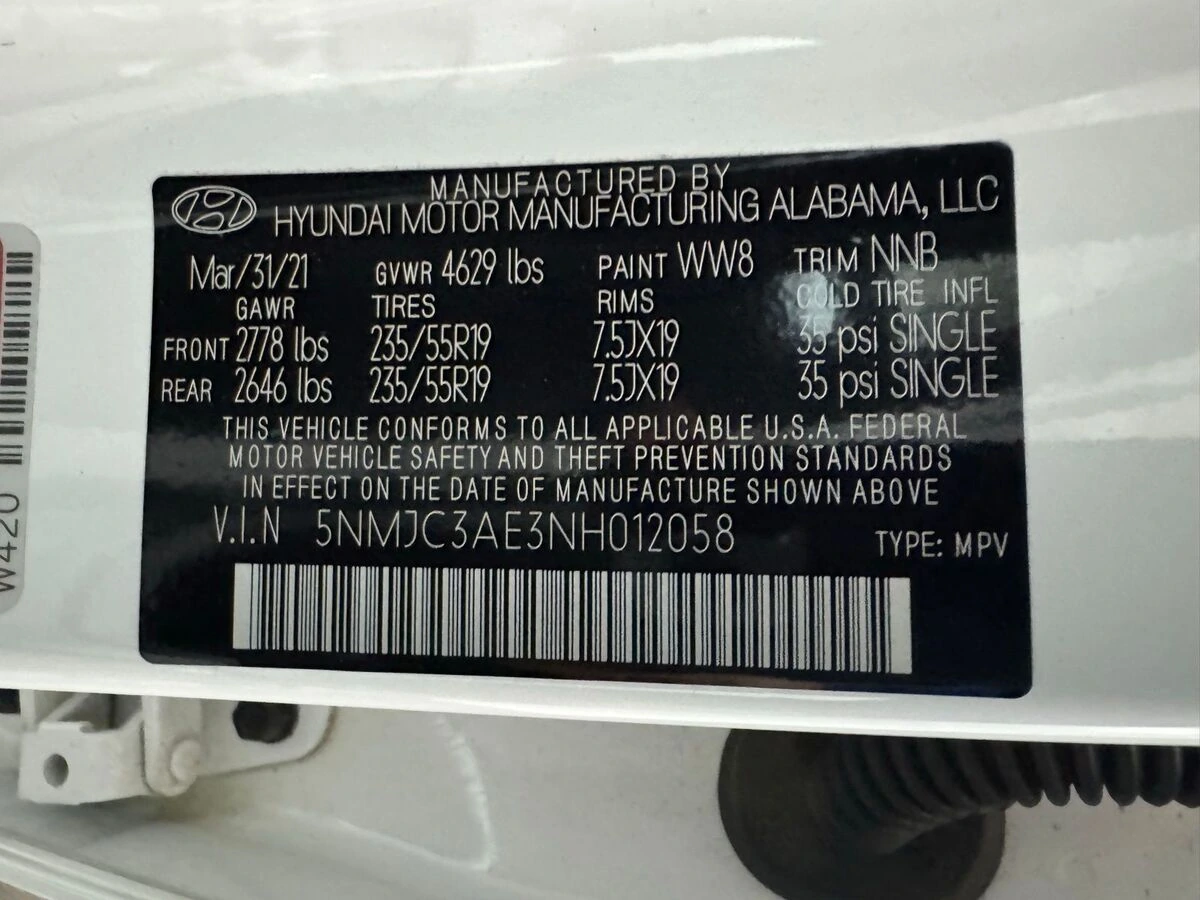 MANUFACTURED BY
HYUNDAI MOTOR MANUFACTURING ALABAMA, LLC
Mar/31/21 GVWR 4629 lbs PAINT WW8 TRIM NNB
GAWR TIRES RIMS COLD TIRE INFL
FRONT 2778 lbs 235/55R19 7.5JX19 35 psi SINGLE
REAR 2646 lbs 235/55R19 7.5JX19 35 psi SINGLE
THIS VEHICLE CONFORMS TO ALL APPLICABLE U.S.A. FEDERAL
MOTOR VEHICLE SAFETY AND THEFT PREVENTION STANDARDS
IN EFFECT ON THE DATE OF MANUFACTURE SHOWN ABOVE
V.I.N 5NMJC3AE3NH012058 TYPE: MPV
W420